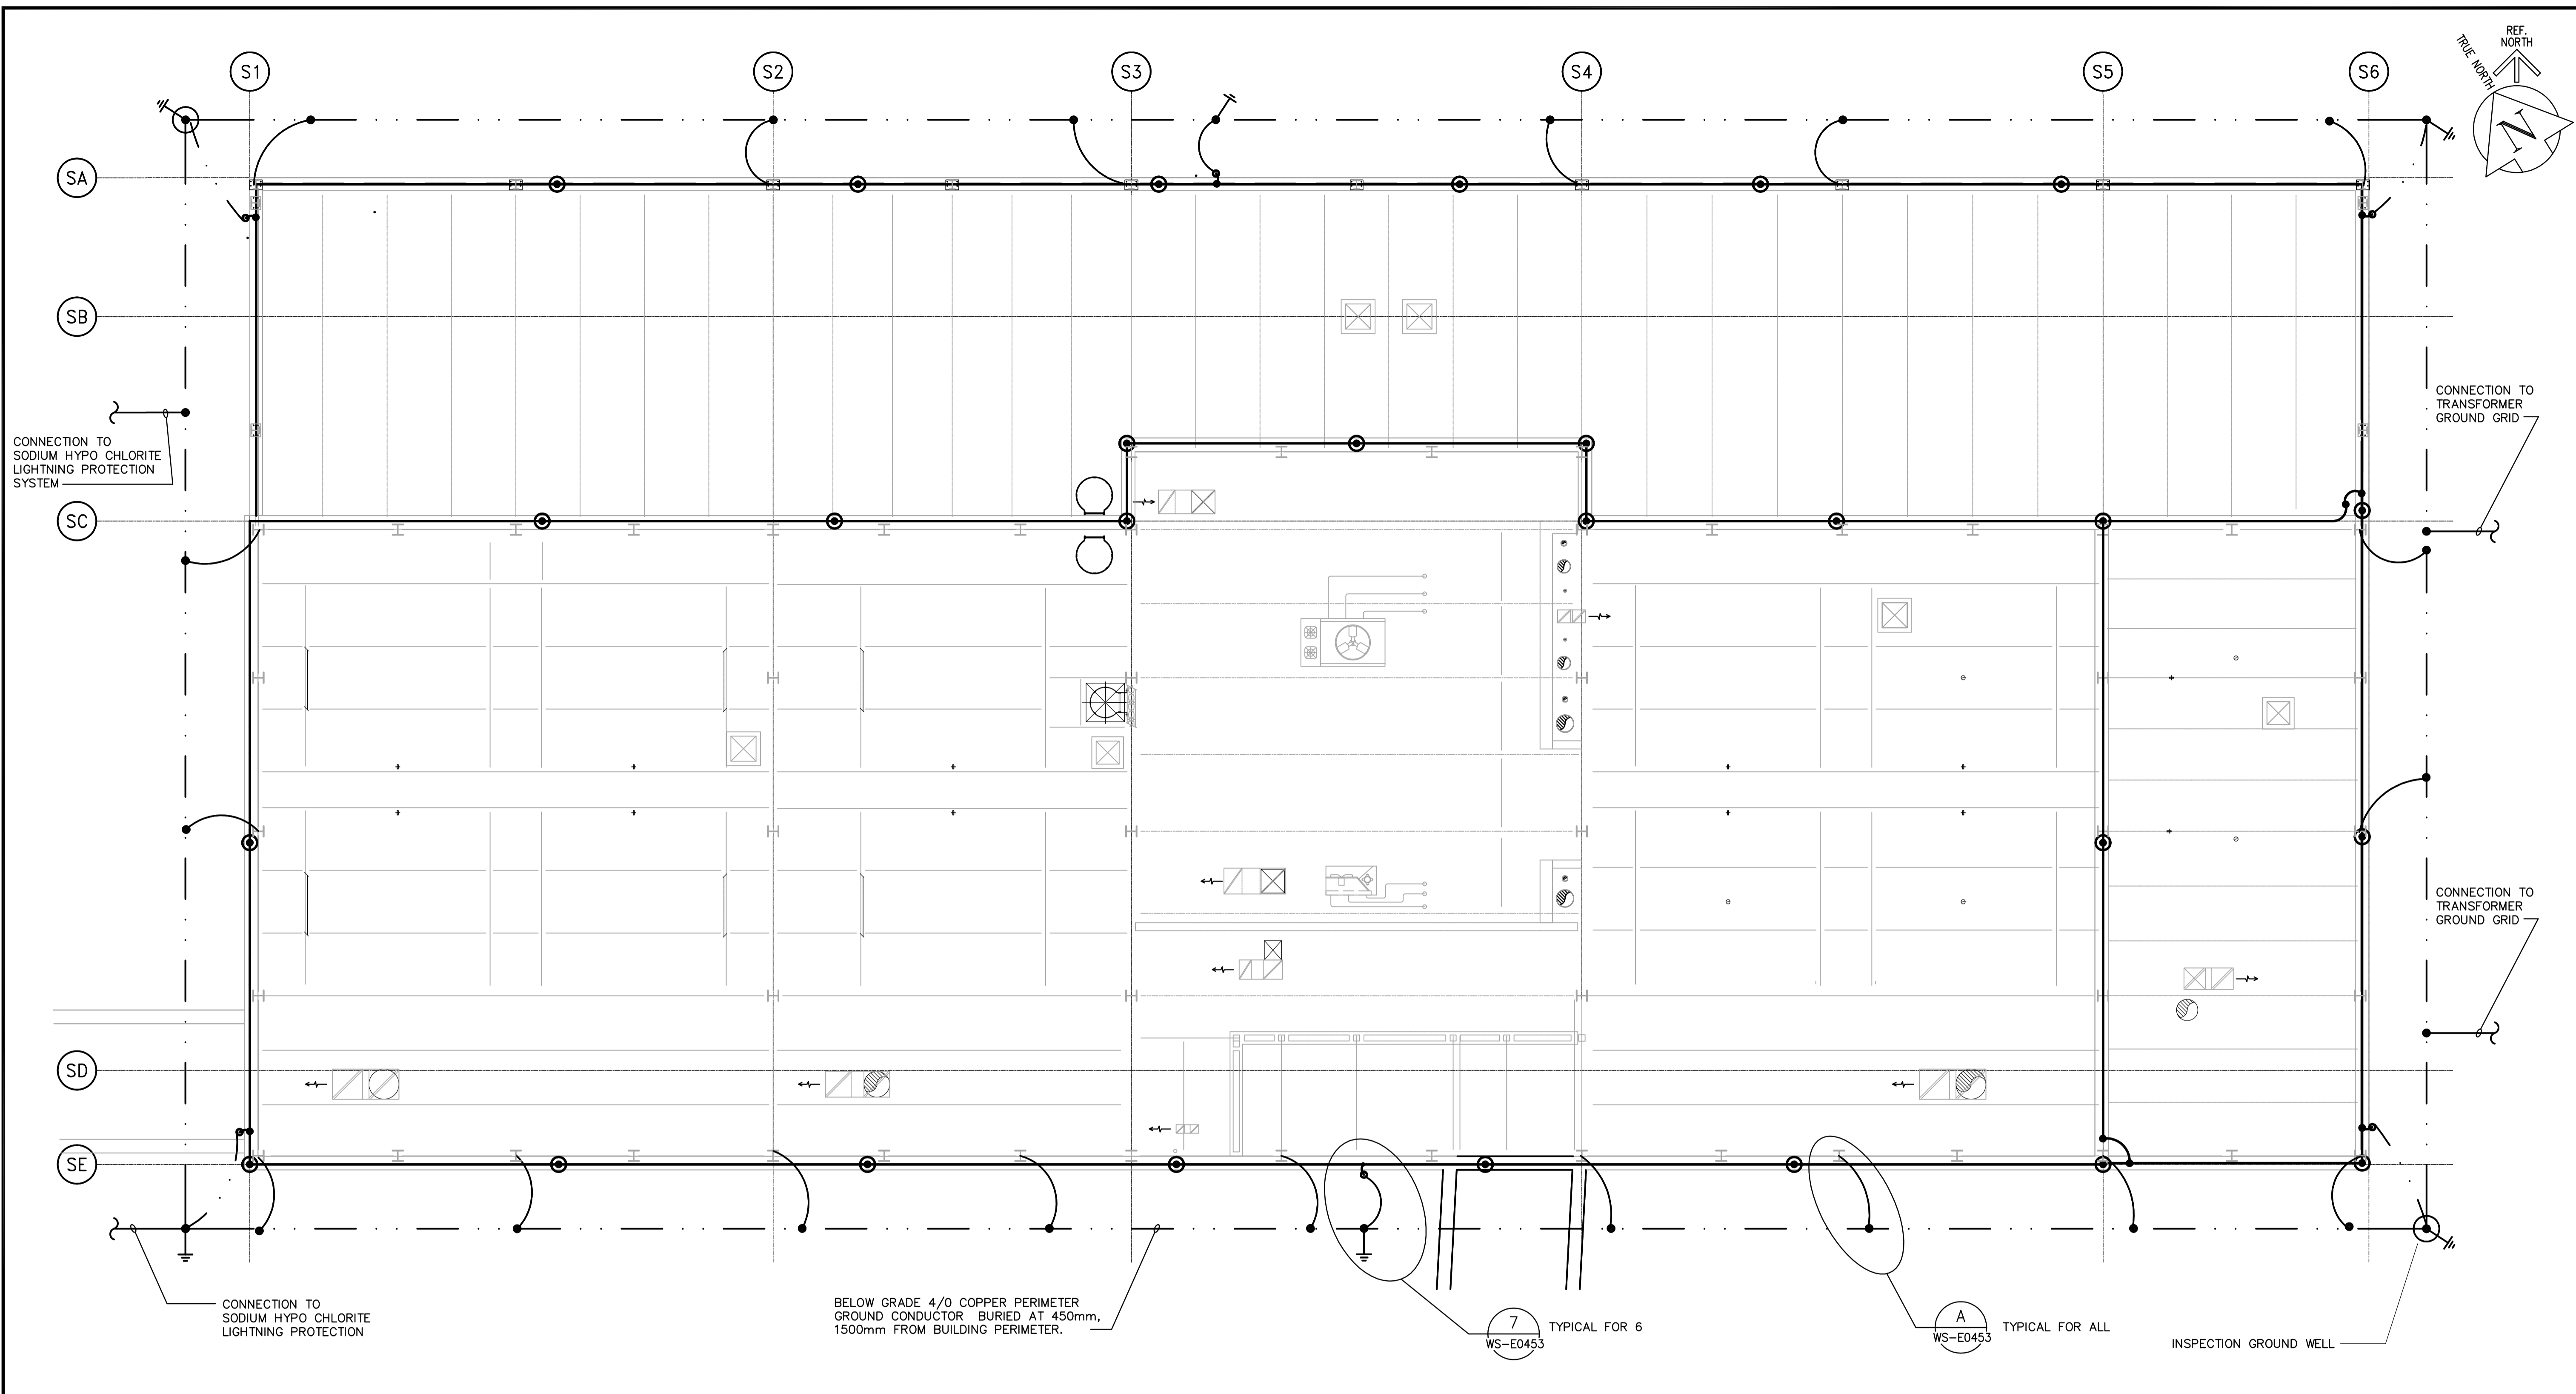 REF.
NORTH
TRUE NORTH
N
S1
S2
S3
S4
S5
S6
SA
SB
SC
SD
SE
CONNECTION TO
SODIUM HYPO CHLORITE
LIGHTNING PROTECTION
SYSTEM
CONNECTION TO
TRANSFORMER
GROUND GRID
CONNECTION TO
TRANSFORMER
GROUND GRID
CONNECTION TO
SODIUM HYPO CHLORITE
LIGHTNING PROTECTION
BELOW GRADE 4/0 COPPER PERIMETER
GROUND CONDUCTOR BURIED AT 450mm,
1500mm FROM BUILDING PERIMETER.
7
WS-E0453
TYPICAL FOR 6
A
WS-E0453
TYPICAL FOR ALL
INSPECTION GROUND WELL